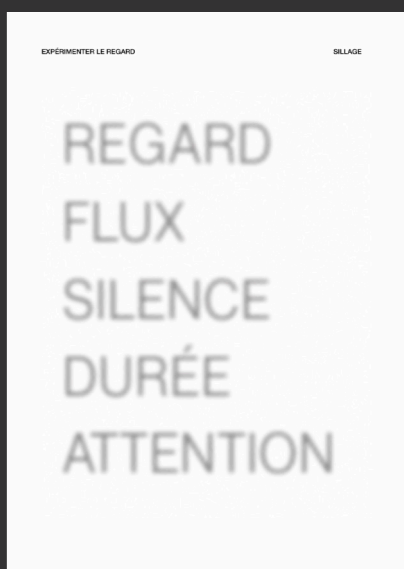 EXPÉRIMENTER LE REGARD
SILLAGE
REGARD
FLUX
SILENCE
DURÉE
ATTENTION